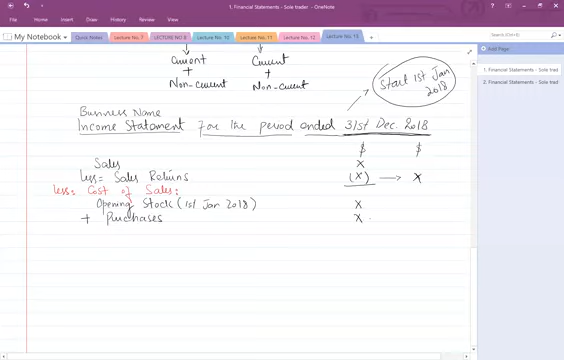 1. Financial Statements - Sole trader - OneNote
File Home Insert Draw History Review View
My Notebook Quick Notes Lecture No. 7 LECTURE NO 8 Lecture No. 10 Lecture No. 11 Lecture No. 12 Lecture No. 13 +
Add Page
1. Financial Statements - Sole trad
2. Financial Statements - Sole trad
Current Current
+ +
Non-current Non-current
Start 1st Jan
2018
Business Name
Income Statement For the period ended 31st Dec. 2018
$ $
Sales X
less: Sales Returns (X) → X
less: Cost of Sales:
Opening Stock (1st Jan 2018) X
+ Purchases X